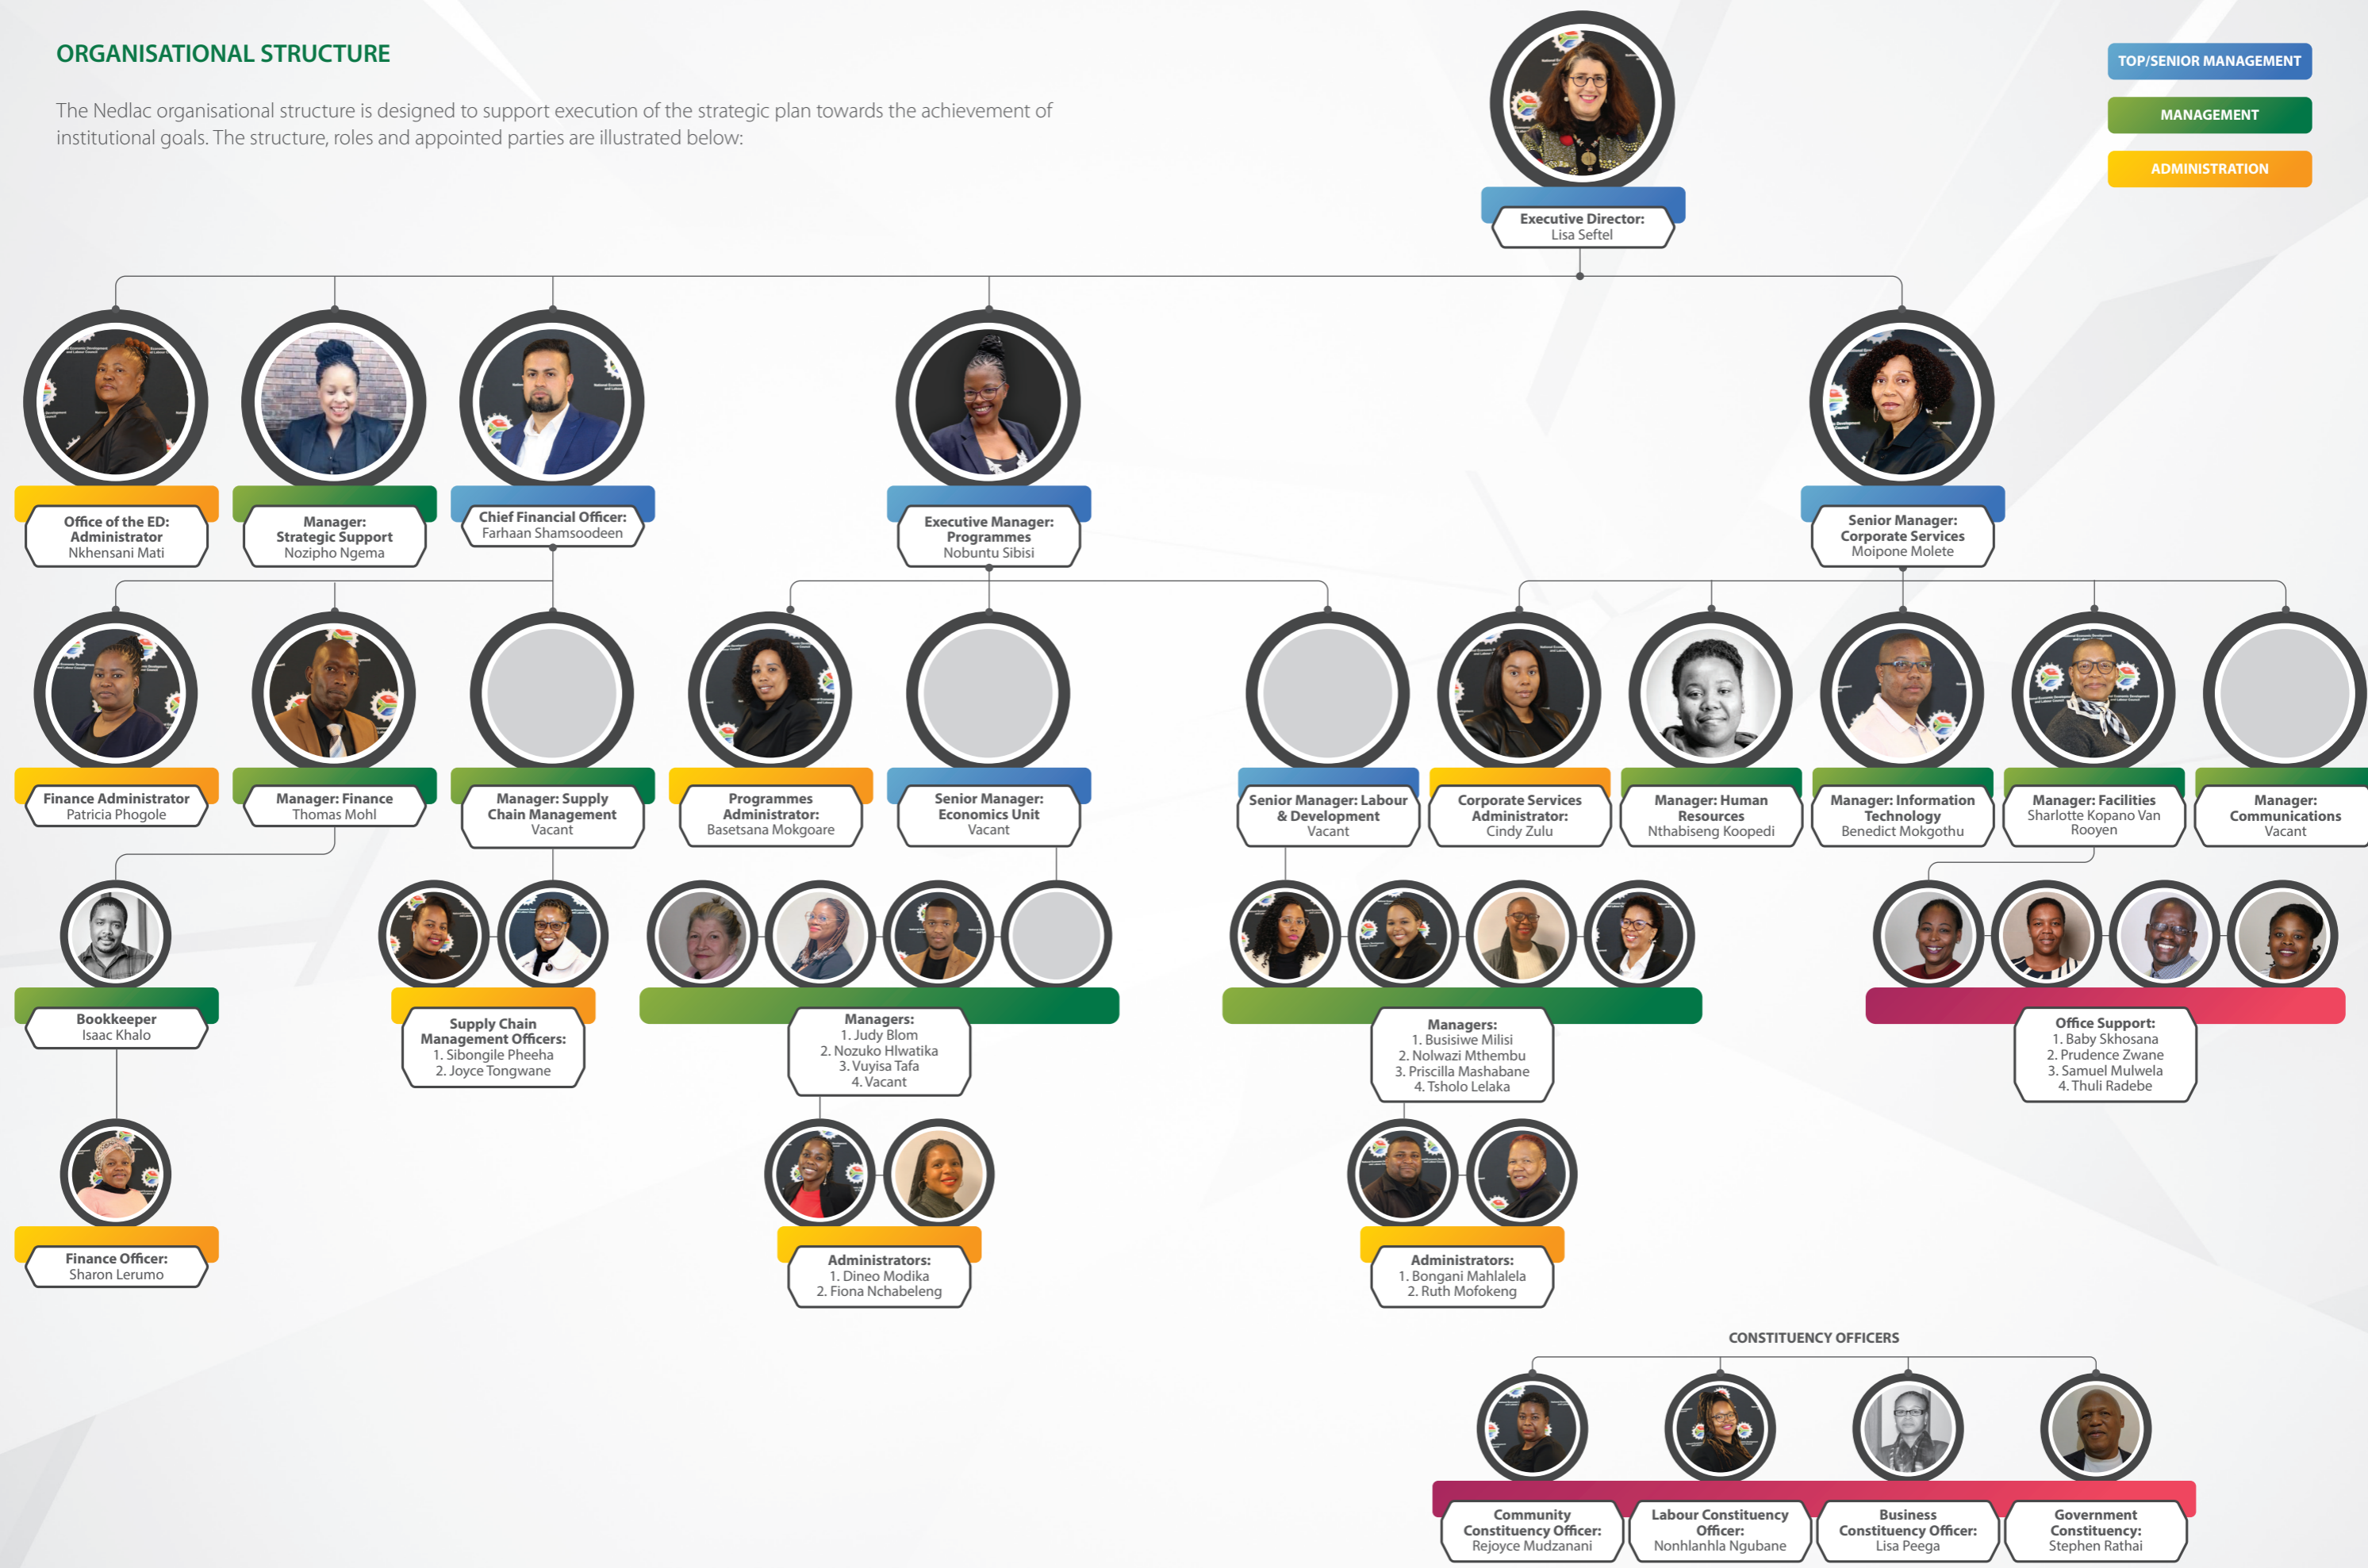 ORGANISATIONAL STRUCTURE
The Nedlac organisational structure is designed to support execution of the strategic plan towards the achievement of
institutional goals. The structure, roles and appointed parties are illustrated below:
TOP/SENIOR MANAGEMENT
MANAGEMENT
ADMINISTRATION
Executive Director:
Lisa Seftel
Office of the ED:
Administrator
Nkhensani Mati
Manager:
Strategic Support
Nozipho Ngema
Chief Financial Officer:
Farhaan Shamsoodeen
Executive Manager:
Programmes
Nobuntu Sibisi
Senior Manager:
Corporate Services
Moipone Molete
Finance Administrator
Patricia Phogole
Manager: Finance
Thomas Mohl
Manager: Supply
Chain Management
Vacant
Programmes
Administrator:
Basetsana Mokgoare
Senior Manager:
Economics Unit
Vacant
Senior Manager: Labour
& Development
Vacant
Corporate Services
Administrator:
Cindy Zulu
Manager: Human
Resources
Nthabiseng Koopedi
Manager: Information
Technology
Benedict Mokgothu
Manager: Facilities
Sharlotte Kopano Van
Rooyen
Manager:
Communications
Vacant
Bookkeeper
Isaac Khalo
Supply Chain
Management Officers:
1. Sibongile Pheeha
2. Joyce Tongwane
Managers:
1. Judy Blom
2. Nozuko Hlwatika
3. Vuyisa Tafa
4. Vacant
Managers:
1. Busisiwe Milisi
2. Nolwazi Mthembu
3. Priscilla Mashabane
4. Tsholo Lelaka
Office Support:
1. Baby Skhosana
2. Prudence Zwane
3. Samuel Mulwela
4. Thuli Radebe
Finance Officer:
Sharon Lerumo
Administrators:
1. Dineo Modika
2. Fiona Nchabeleng
Administrators:
1. Bongani Mahlalela
2. Ruth Mofokeng
CONSTITUENCY OFFICERS
Community
Constituency Officer:
Rejoyce Mudzanani
Labour Constituency
Officer:
Nonhlanhla Ngubane
Business
Constituency Officer:
Lisa Peega
Government
Constituency:
Stephen Rathai